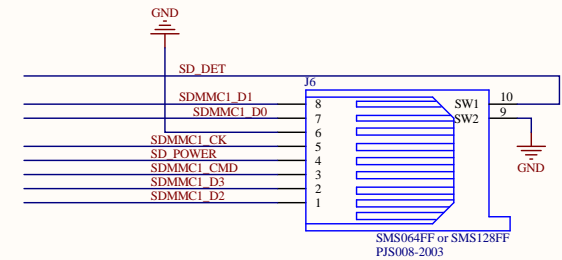 GND
SD_DET
J6
SDMMC1_D1
8
SW1
10
SDMMC1_D0
7
SW2
9
6
SDMMC1_CK
5
SD_POWER
4
SDMMC1_CMD
3
GND
SDMMC1_D3
2
SDMMC1_D2
1
SMS064FF or SMS128FF
PJS008-2003